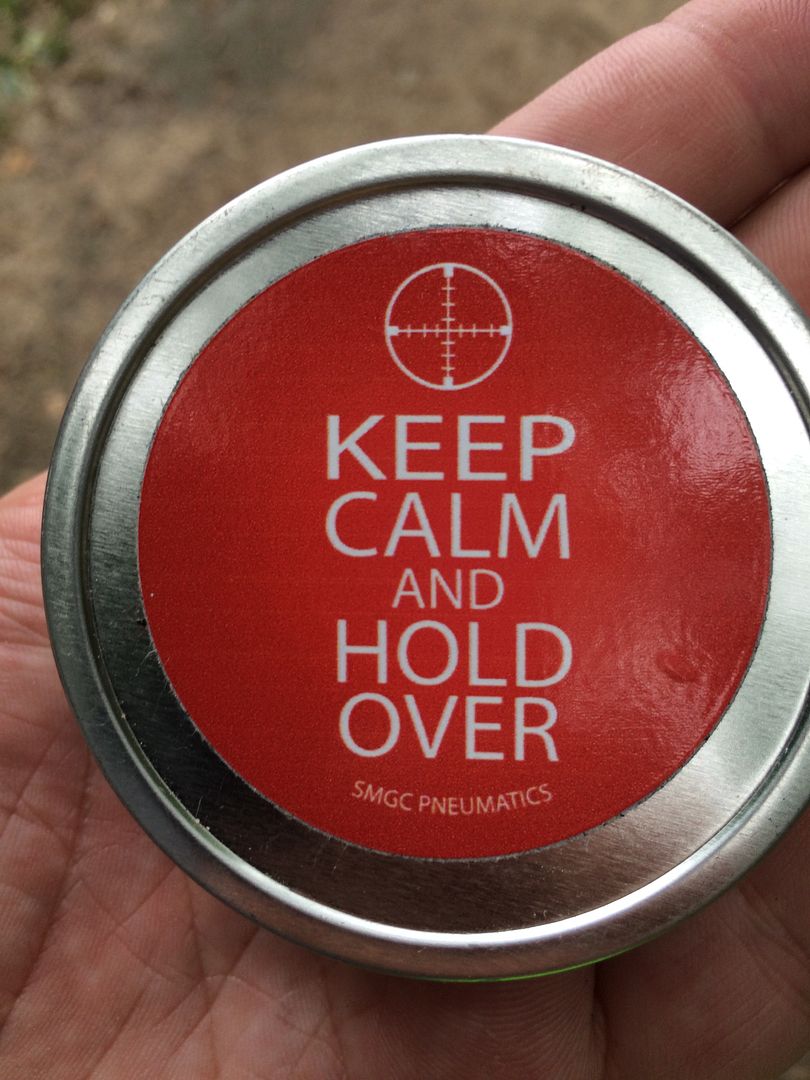 KEEP
CALM
AND
HOLD
OVER
SMGC PNEUMATICS